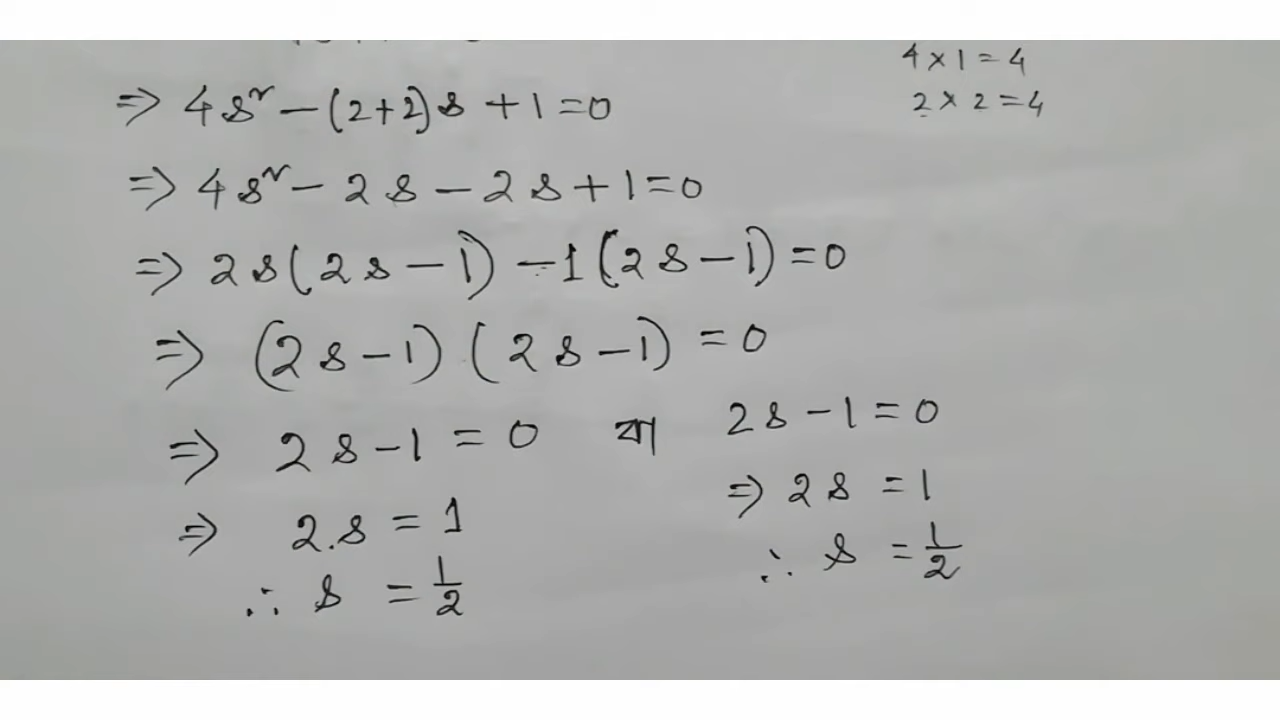 4 × 1 = 4
2 × 2 = 4
⇒ 4s² − (2+2)s + 1 = 0
⇒ 4s² − 2s − 2s + 1 = 0
⇒ 2s(2s − 1) − 1(2s − 1) = 0
⇒ (2s − 1) (2s − 1) = 0
⇒ 2s − 1 = 0 বা 2s − 1 = 0
⇒ 2.s = 1 ⇒ 2s = 1
∴ s = 1/2 ∴ s = 1/2